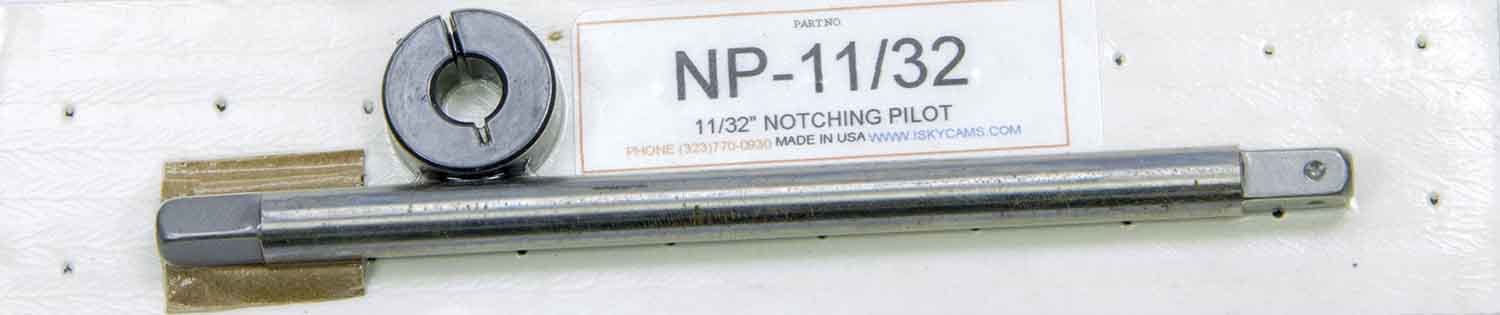 PART NO.
NP-11/32
11/32" NOTCHING PILOT
PHONE (323)770-0930 MADE IN USA WWW.ISKYCAMS.COM